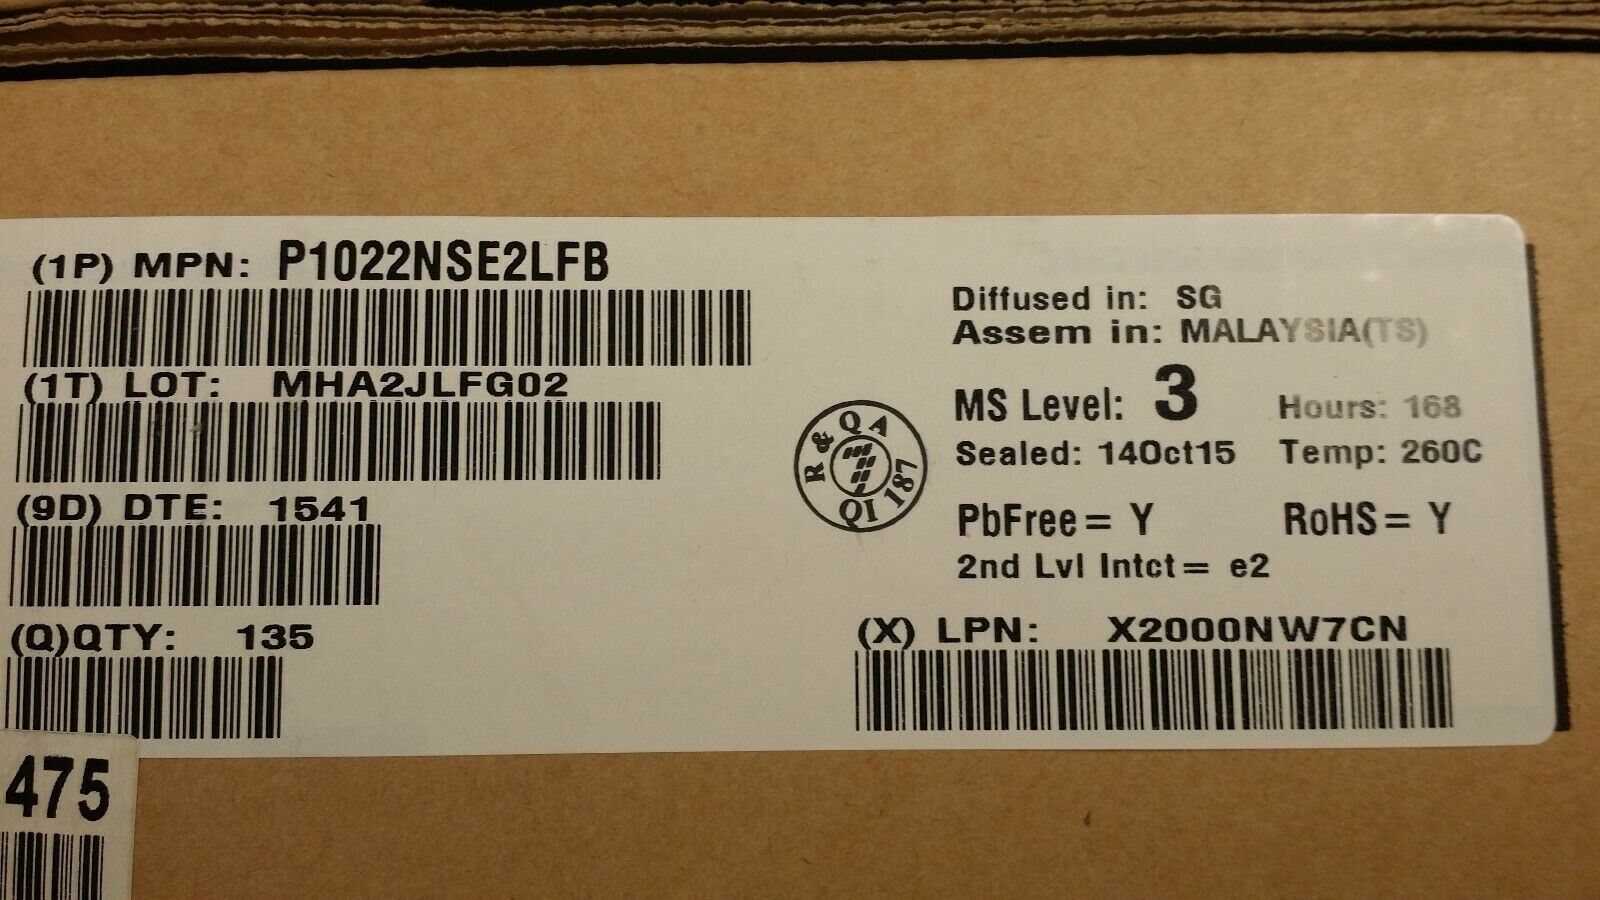 (1P) MPN: P1022NSE2LFB
(1T) LOT: MHA2JLFG02
(9D) DTE: 1541
(Q)QTY: 135
475
R & QA
QI 187
Diffused in: SG
Assem in: MALAYSIA(TS)
MS Level: 3 Hours: 168
Sealed: 14Oct15 Temp: 260C
PbFree= Y RoHS= Y
2nd Lvl Intct= e2
(X) LPN: X2000NW7CN